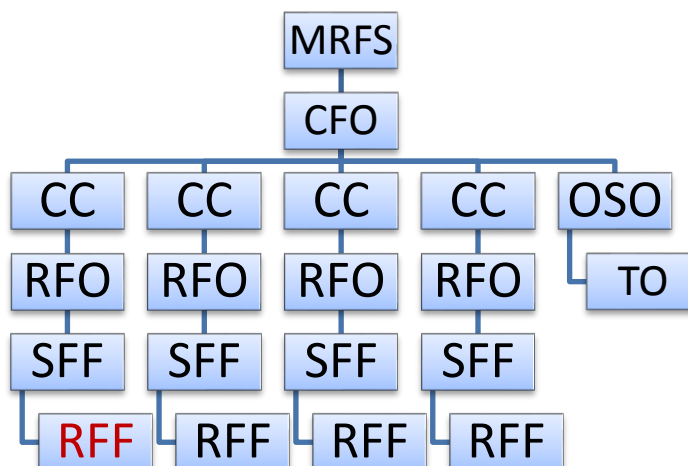 MRFS
CFO
CC CC CC CC OSO
RFO RFO RFO RFO TO
SFF SFF SFF SFF
RFF RFF RFF RFF